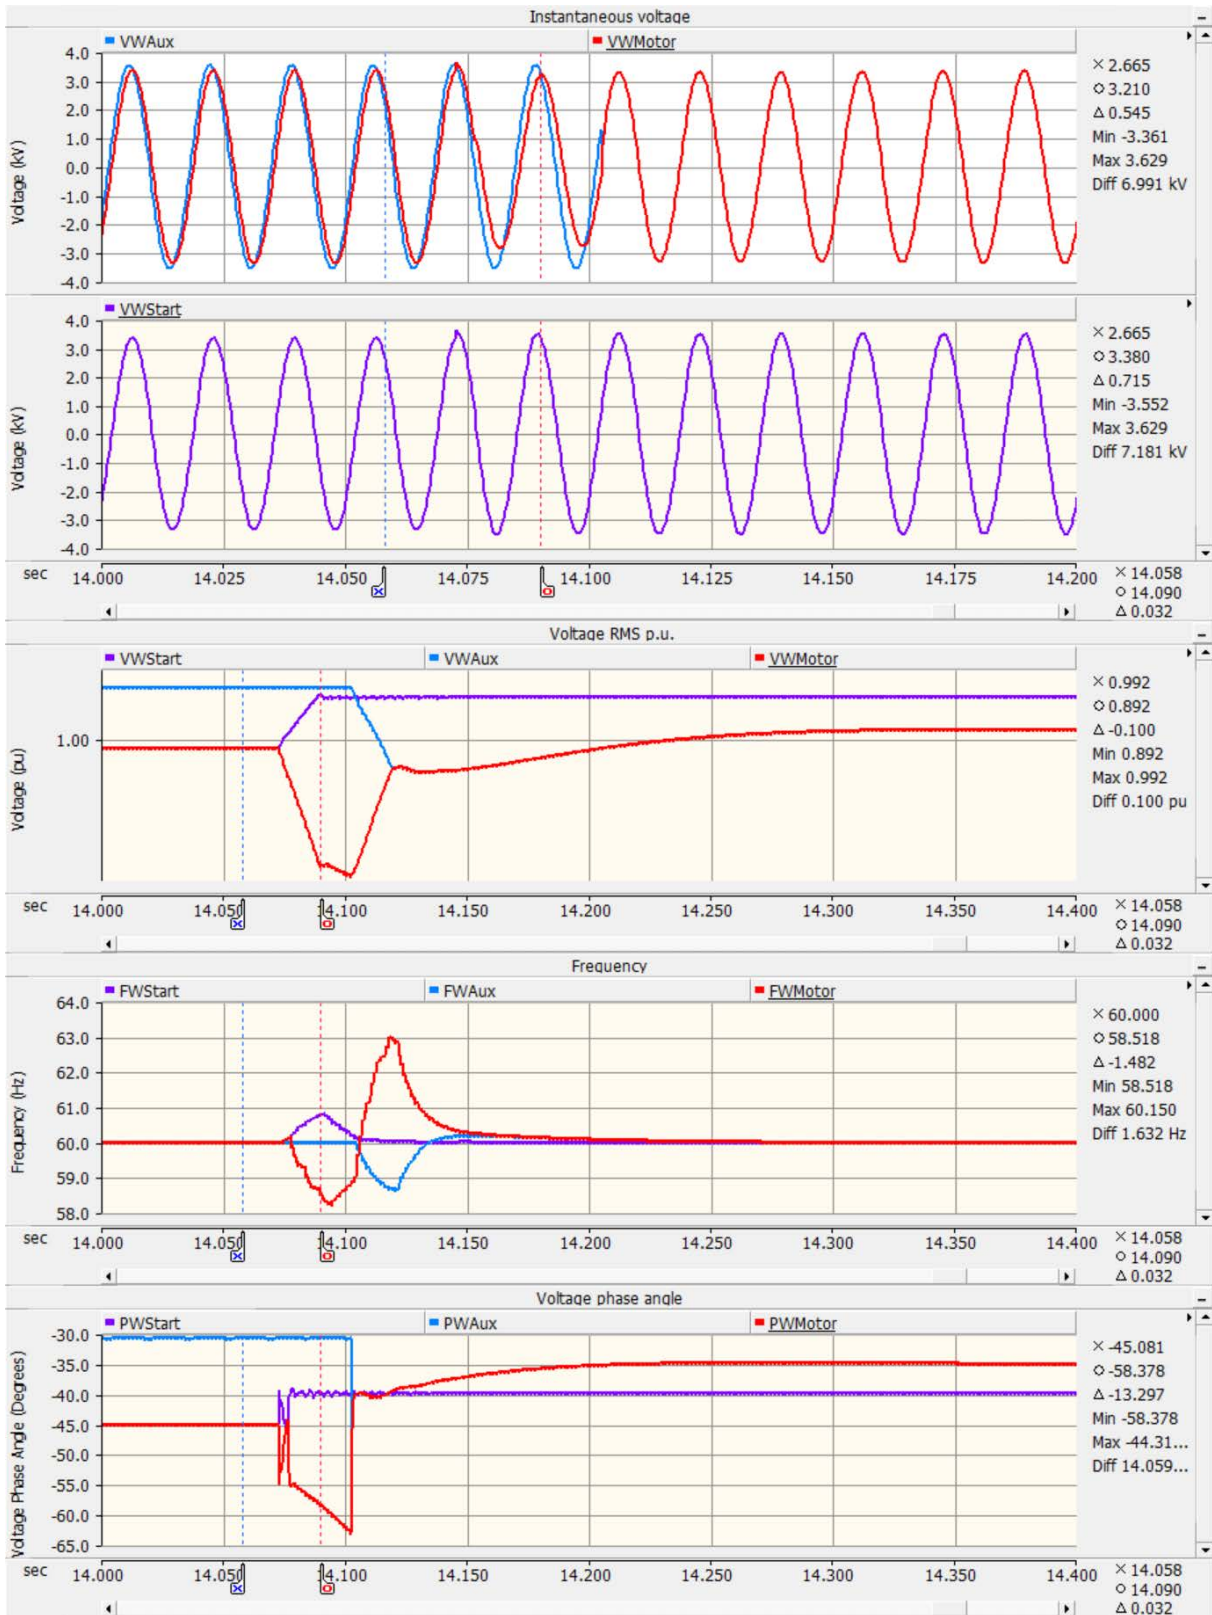 Instantaneous voltage
VWAux VWMotor
4.0
3.0
2.0
1.0
0.0
-1.0
-2.0
-3.0
-4.0
Voltage (kV)
× 2.665
3.210
Δ 0.545
Min -3.361
Max 3.629
Diff 6.991 kV
VWStart
4.0
3.0
2.0
1.0
0.0
-1.0
-2.0
-3.0
-4.0
Voltage (kV)
× 2.665
3.380
Δ 0.715
Min -3.552
Max 3.629
Diff 7.181 kV
sec 14.000 14.025 14.050 14.075 14.100 14.125 14.150 14.175 14.200
× 14.058
○ 14.090
Δ 0.032
Voltage RMS p.u.
VWStart VWAux VWMotor
1.00
Voltage (pu)
× 0.992
0.892
Δ -0.100
Min 0.892
Max 0.992
Diff 0.100 pu
sec 14.000 14.050 14.100 14.150 14.200 14.250 14.300 14.350 14.400
× 14.058
○ 14.090
Δ 0.032
Frequency
FWStart FWAux FWMotor
64.0
63.0
62.0
61.0
60.0
59.0
58.0
Frequency (Hz)
× 60.000
58.518
Δ -1.482
Min 58.518
Max 60.150
Diff 1.632 Hz
sec 14.000 14.050 14.100 14.150 14.200 14.250 14.300 14.350 14.400
× 14.058
○ 14.090
Δ 0.032
Voltage phase angle
PWStart PWAux PWMotor
-30.0
-35.0
-40.0
-45.0
-50.0
-55.0
-60.0
-65.0
Voltage Phase Angle (Degrees)
× -45.081
-58.378
Δ -13.297
Min -58.378
Max -44.31...
Diff 14.059...
sec 14.000 14.050 14.100 14.150 14.200 14.250 14.300 14.350 14.400
× 14.058
○ 14.090
Δ 0.032